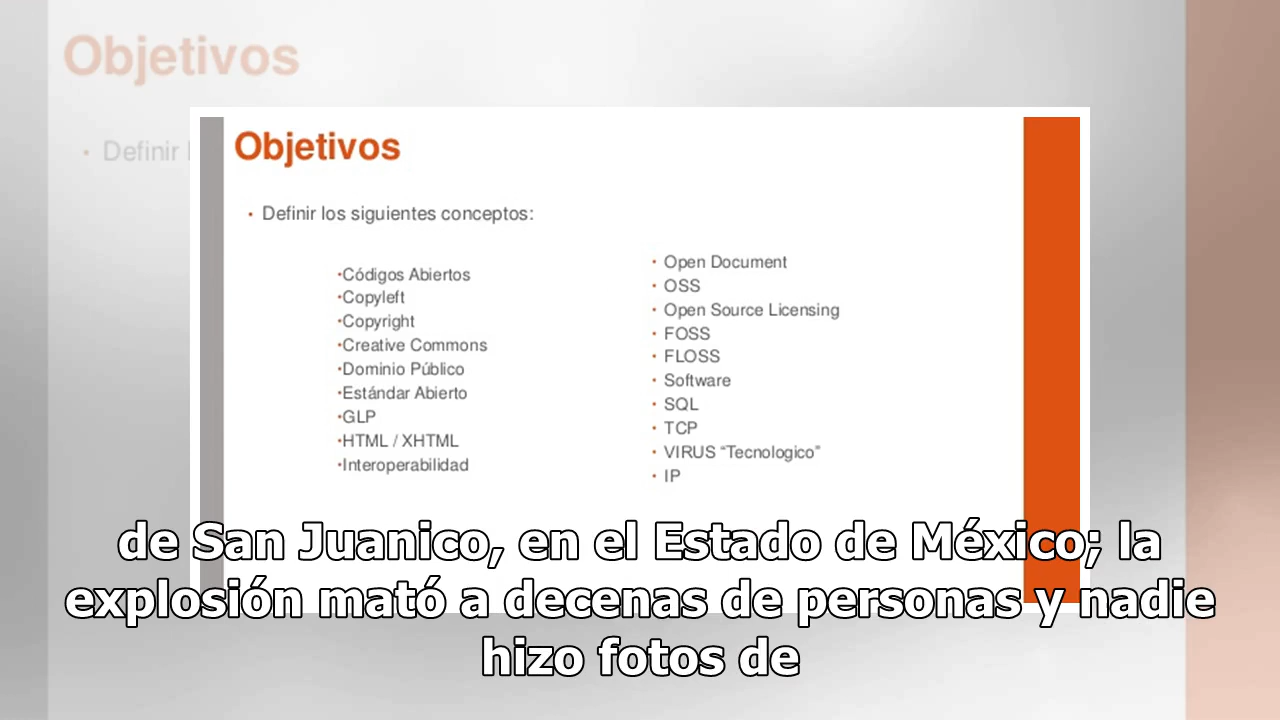 Objetivos
• Definir l
Objetivos
• Definir los siguientes conceptos:
•Códigos Abiertos
•Copyleft
•Copyright
•Creative Commons
•Dominio Público
•Estándar Abierto
•GLP
•HTML / XHTML
•Interoperabilidad
• Open Document
• OSS
• Open Source Licensing
• FOSS
• FLOSS
• Software
• SQL
• TCP
• VIRUS “Tecnologico”
• IP
de San Juanico, en el Estado de México; la
explosión mató a decenas de personas y nadie
hizo fotos de